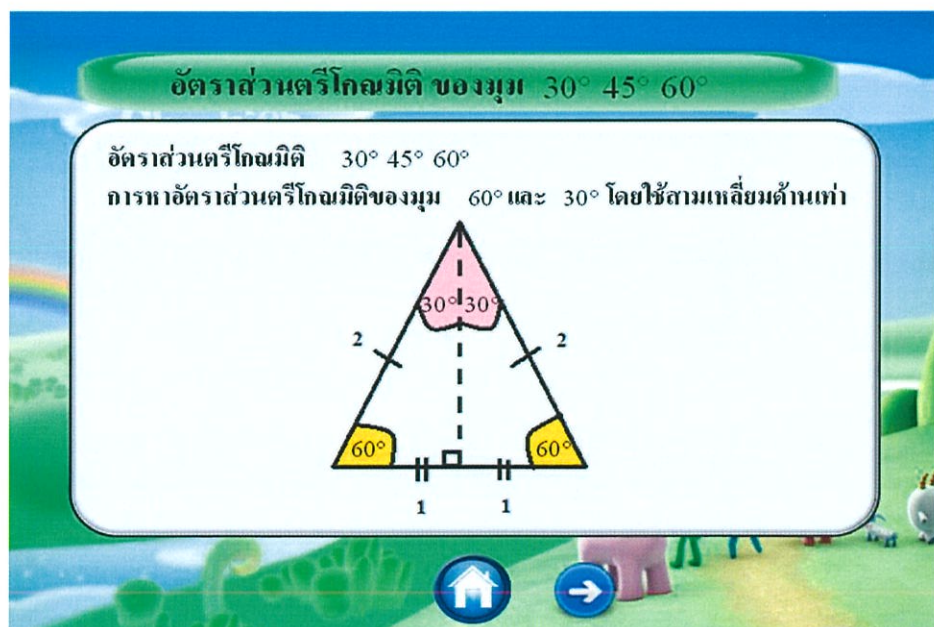 อัตราส่วนตรีโกณมิติ ของมุม 30° 45° 60°
อัตราส่วนตรีโกณมิติ 30° 45° 60°
การหาอัตราส่วนตรีโกณมิติของมุม 60° และ 30° โดยใช้สามเหลี่ยมด้านเท่า
30° 30°
2 2
60° 60°
1 1